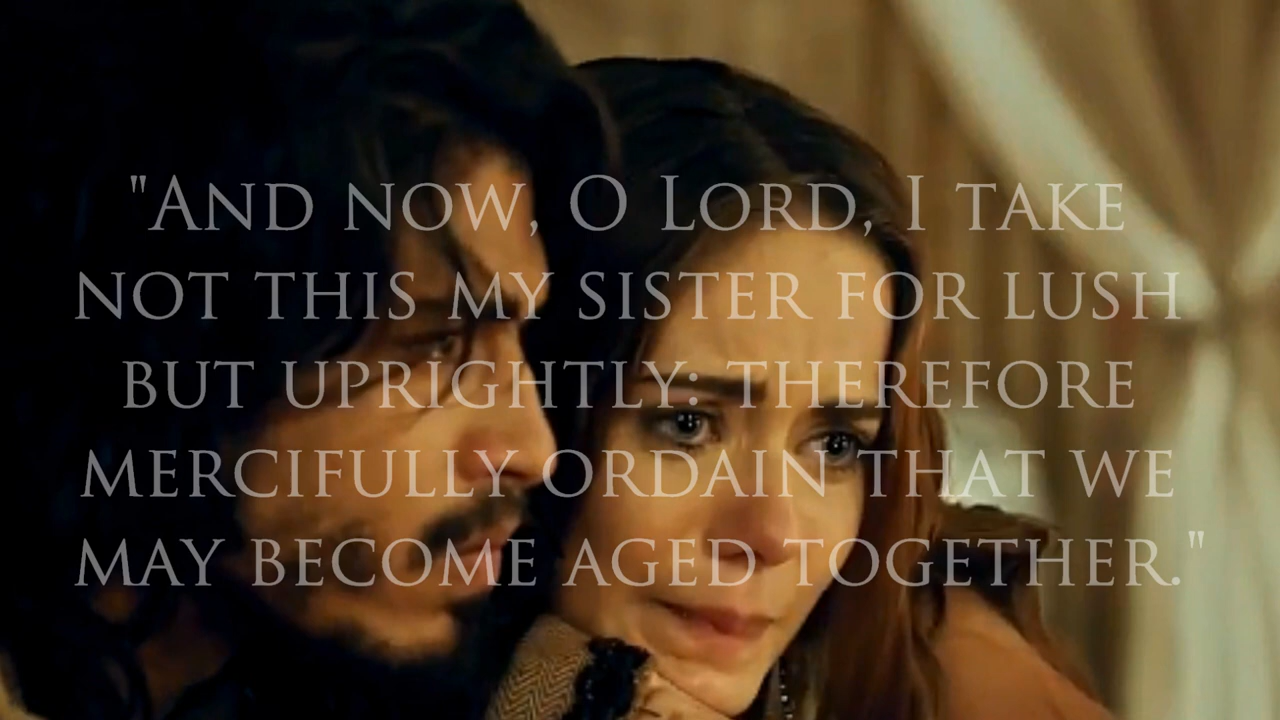 "And now, O Lord, I take
not this my sister for lush
but uprightly: therefore
mercifully ordain that we
may become aged together."